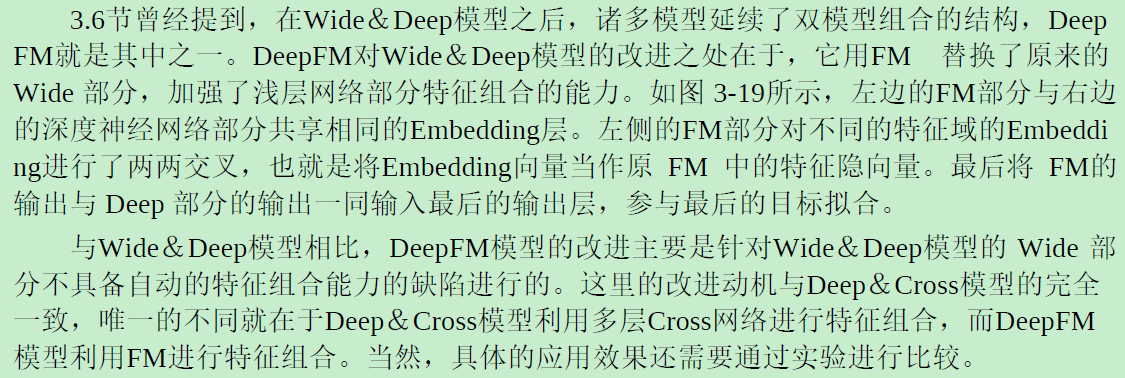 3.6节曾经提到，在Wide＆Deep模型之后，诸多模型延续了双模型组合的结构，Deep
FM就是其中之一。DeepFM对Wide＆Deep模型的改进之处在于，它用FM 替换了原来的
Wide 部分，加强了浅层网络部分特征组合的能力。如图 3-19所示，左边的FM部分与右边
的深度神经网络部分共享相同的Embedding层。左侧的FM部分对不同的特征域的Embeddi
ng进行了两两交叉，也就是将Embedding向量当作原 FM 中的特征隐向量。最后将 FM的
输出与 Deep 部分的输出一同输入最后的输出层，参与最后的目标拟合。
与Wide＆Deep模型相比，DeepFM模型的改进主要是针对Wide＆Deep模型的 Wide 部
分不具备自动的特征组合能力的缺陷进行的。这里的改进动机与Deep＆Cross模型的完全
一致，唯一的不同就在于Deep＆Cross模型利用多层Cross网络进行特征组合，而DeepFM
模型利用FM进行特征组合。当然，具体的应用效果还需要通过实验进行比较。